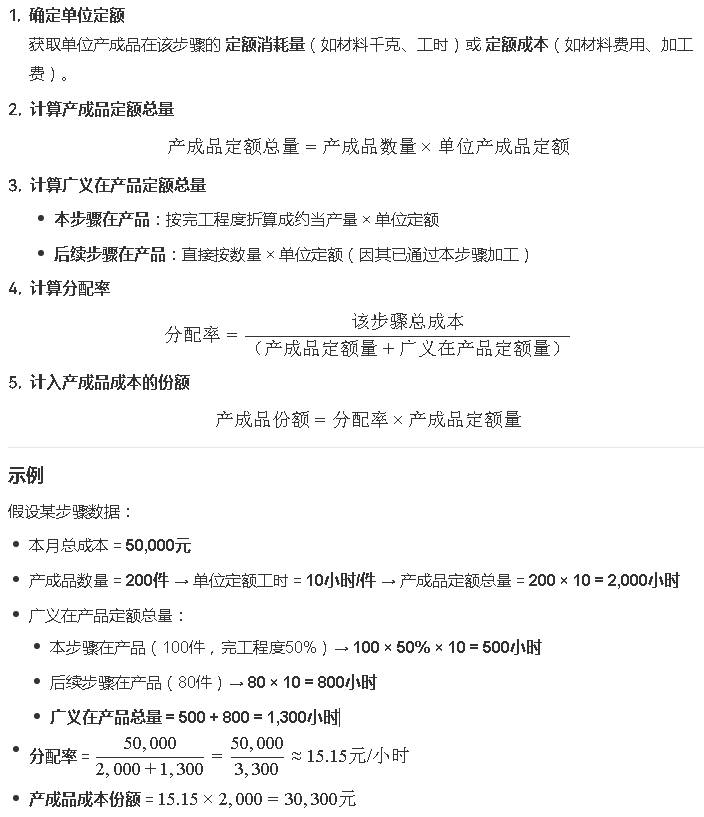 1. 确定单位定额
获取单位产成品在该步骤的 定额消耗量（如材料千克、工时）或 定额成本（如材料费用、加工
费）。
2. 计算产成品定额总量
产成品定额总量 = 产成品数量 × 单位产成品定额
3. 计算广义在产品定额总量
• 本步骤在产品：按完工程度折算成约当产量 × 单位定额
• 后续步骤在产品：直接按数量 × 单位定额（因其已通过本步骤加工）
4. 计算分配率
分配率 = 该步骤总成本 / （产成品定额量 + 广义在产品定额量）
5. 计入产成品成本的份额
产成品份额 = 分配率 × 产成品定额量
示例
假设某步骤数据：
• 本月总成本 = 50,000元
• 产成品数量 = 200件 → 单位定额工时 = 10小时/件 → 产成品定额总量 = 200 × 10 = 2,000小时
• 广义在产品定额总量：
• 本步骤在产品（100件，完工程度50%）→ 100 × 50% × 10 = 500小时
• 后续步骤在产品（80件）→ 80 × 10 = 800小时
• 广义在产品总量 = 500 + 800 = 1,300小时
• 分配率 = 50,000 / 2,000+1,300 = 50,000 / 3,300 ≈ 15.15元/小时
• 产成品成本份额 = 15.15 × 2,000 = 30,300元